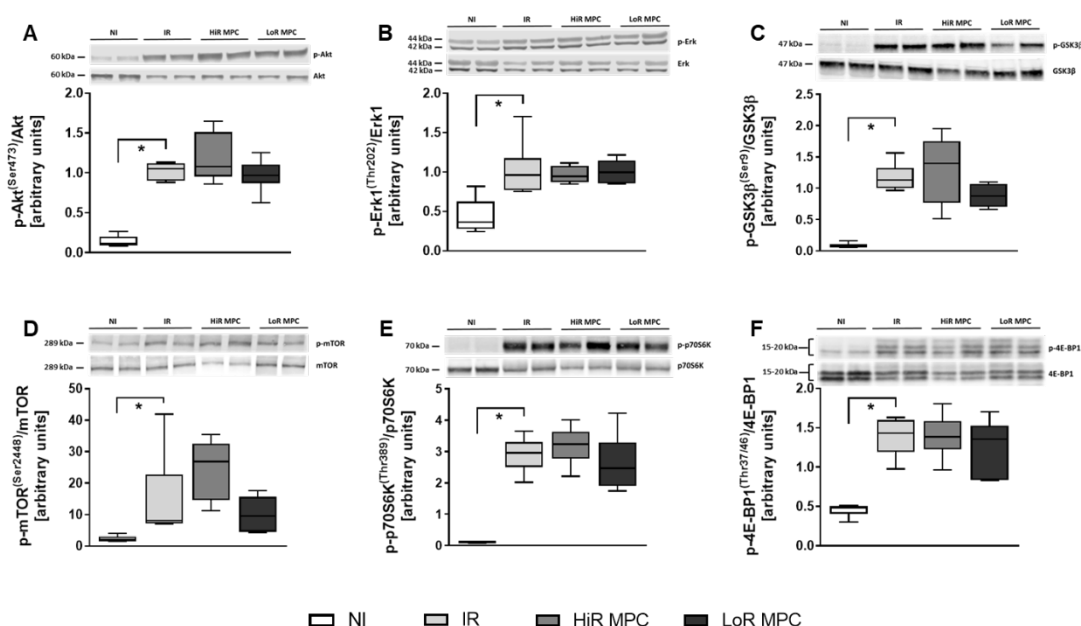 A
NI IR HiR MPC LoR MPC
60 kDa p-Akt
60 kDa Akt
p-Akt(Ser473)/Akt
[arbitrary units]
2.0
1.5
1.0
0.5
0.0
*
B
NI IR HiR MPC LoR MPC
44 kDa
42 kDa
p-Erk
44 kDa
42 kDa
Erk
p-Erk1(Thr202)/Erk1
[arbitrary units]
2.0
1.5
1.0
0.5
0.0
*
C
NI IR HiR MPC LoR MPC
47 kDa p-GSK3β
47 kDa GSK3β
p-GSK3β(Ser9)/GSK3β
[arbitrary units]
2.0
1.5
1.0
0.5
0.0
*
D
NI IR HiR MPC LoR MPC
289 kDa p-mTOR
289 kDa mTOR
p-mTOR(Ser2448)/mTOR
[arbitrary units]
50
40
30
20
10
0
*
E
NI IR HiR MPC LoR MPC
70 kDa p-p70S6K
70 kDa p70S6K
p-p70S6K(Thr389)/p70S6K
[arbitrary units]
5
4
3
2
1
0
*
F
NI IR HiR MPC LoR MPC
15-20 kDa p-4E-BP1
15-20 kDa 4E-BP1
p-4E-BP1(Thr37/46)/4E-BP1
[arbitrary units]
2.0
1.5
1.0
0.5
0.0
*
NI IR HiR MPC LoR MPC